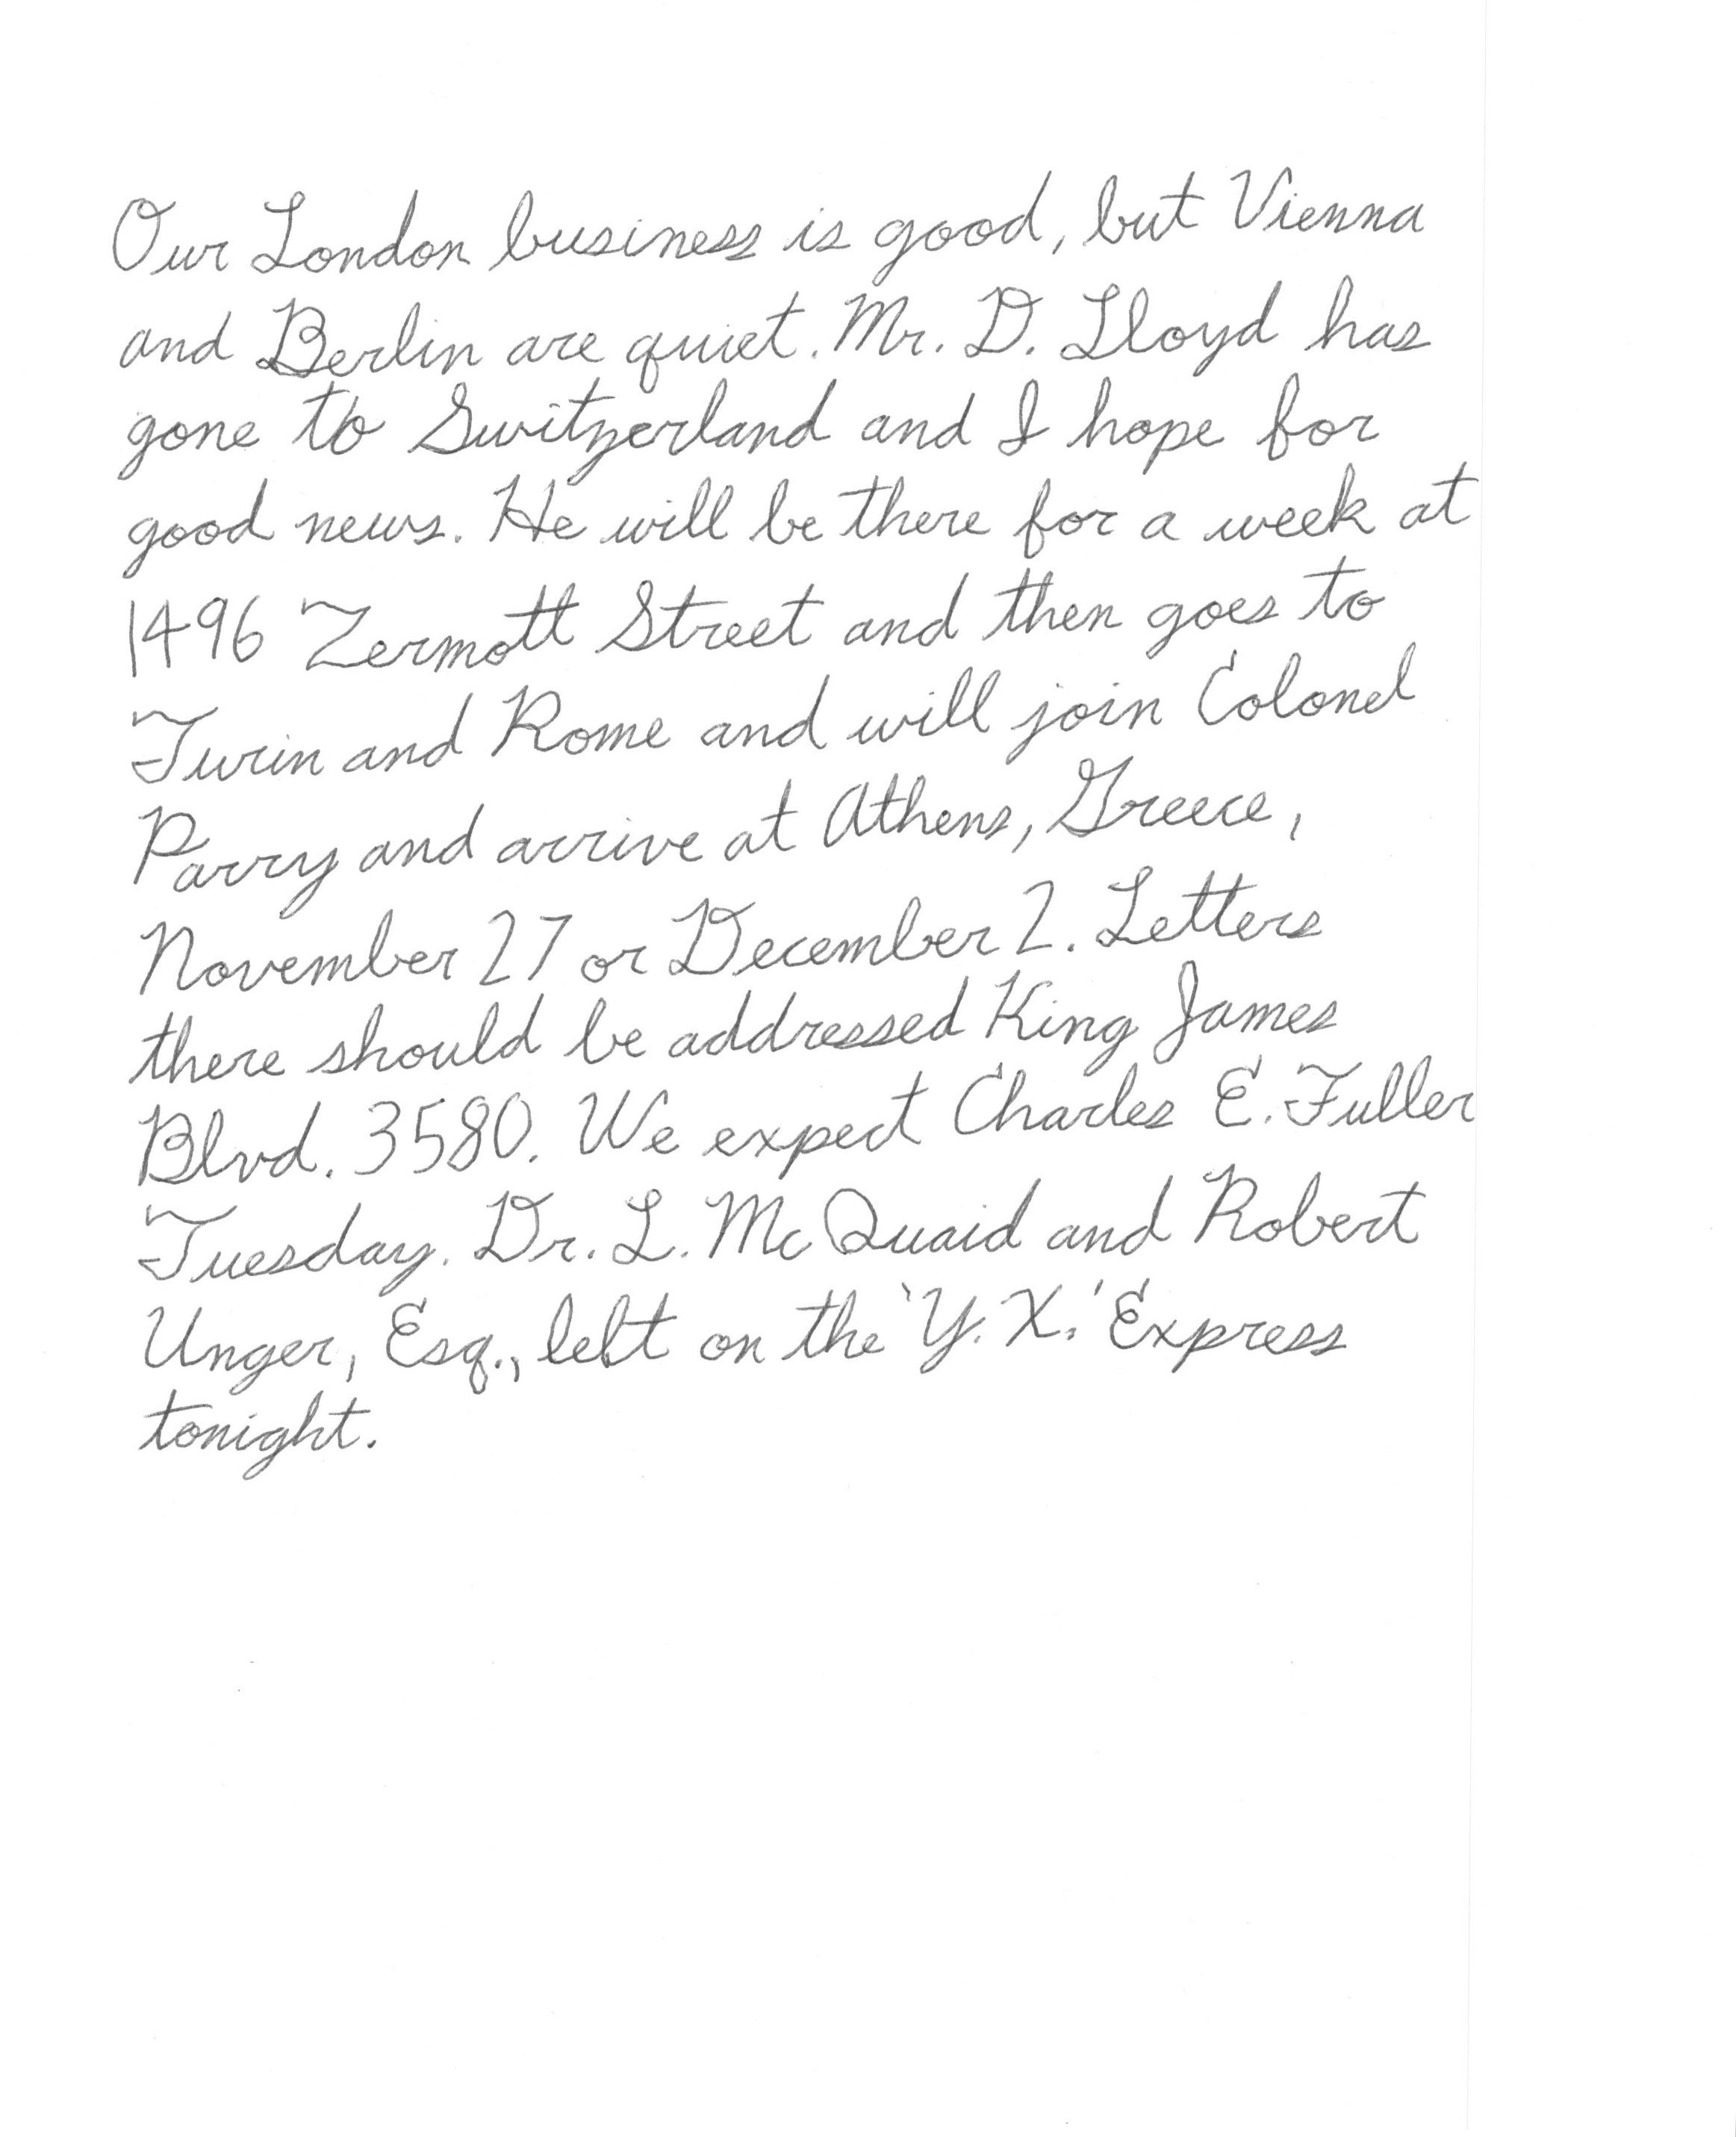 Our London business is good, but Vienna
and Berlin are quiet. Mr. D. Lloyd has
gone to Switzerland and I hope for
good news. He will be there for a week at
1496 Zermott Street and then goes to
Turin and Rome and will join Colonel
Parry and arrive at Athens, Greece,
November 27 or December 2. Letters
there should be addressed King James
Blvd. 3580. We expect Charles E. Fuller
Tuesday. Dr. L. McQuaid and Robert
Unger, Esq., left on the 'Y. X.' Express
tonight.